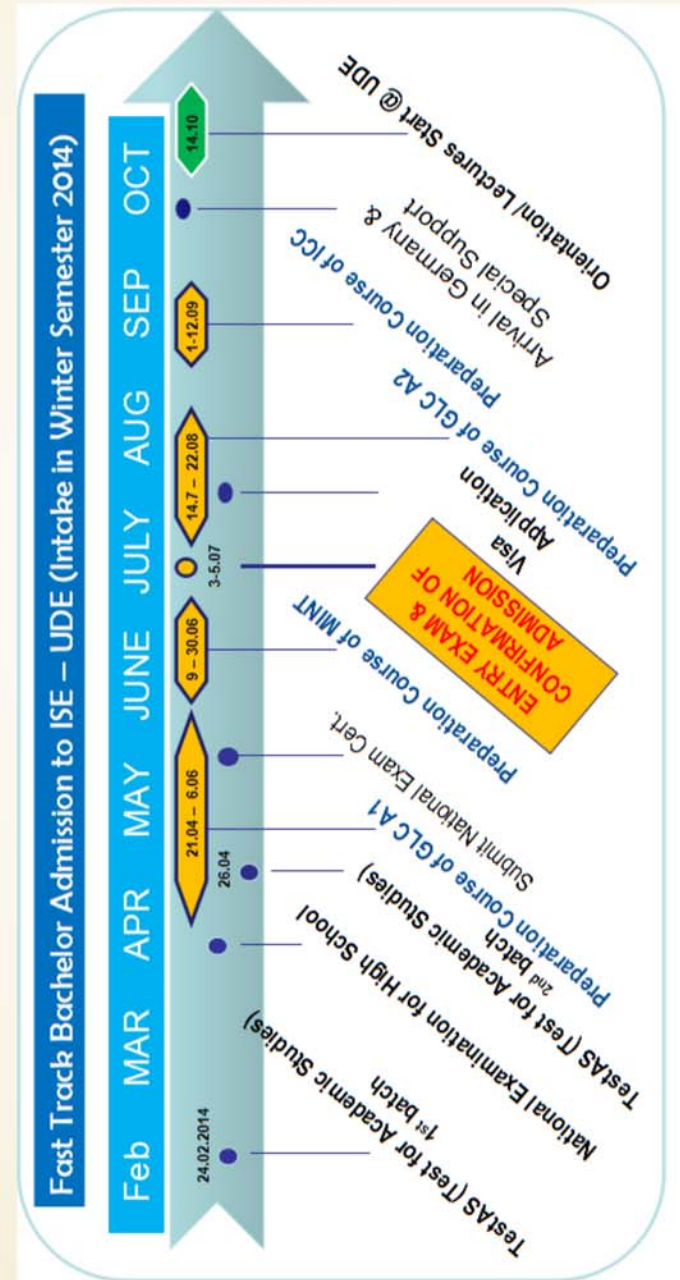 Fast Track Bachelor Admission to ISE – UDE (Intake in Winter Semester 2014)
Feb MAR APR MAY JUNE JULY AUG SEP OCT
24.02.2014
26.04
21.04 – 6.06
9 – 30.06
3-5.07
14.7 – 22.08
1-12.09
14.10
TestAS (Test for Academic Studies)
1st batch
National Examination for High School
TestAS (Test for Academic Studies)
2nd batch
Preparation Course of GLC A1
Submit National Exam Cert.
Preparation Course of MINT
ENTRY EXAM &
CONFIRMATION OF
ADMISSION
Visa
Application
Preparation Course of GLC A2
Preparation Course of ICC
Arrival in Germany &
Special Support
Orientation/ Lectures Start @ UDE